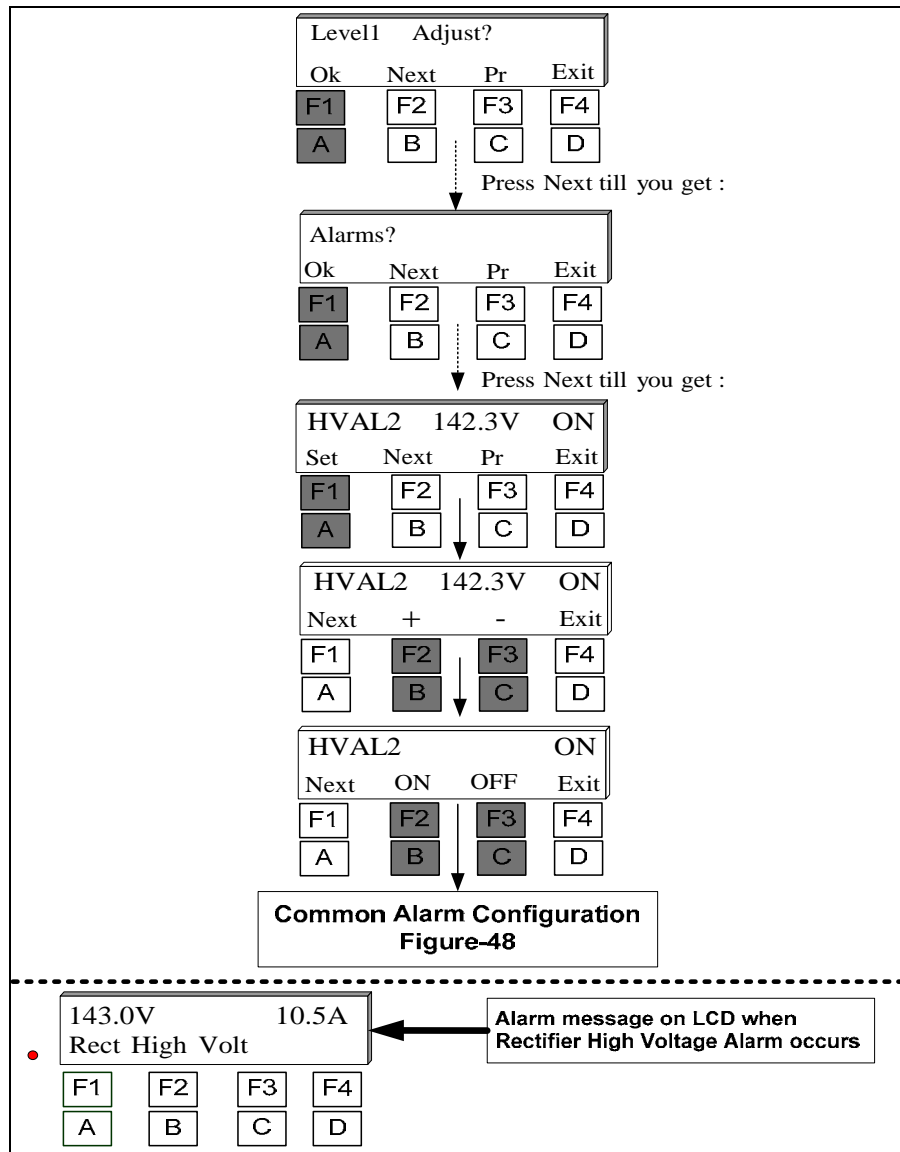 Level1 Adjust?
Ok Next Pr Exit
F1 F2 F3 F4
A B C D
Press Next till you get :
Alarms?
Ok Next Pr Exit
F1 F2 F3 F4
A B C D
Press Next till you get :
HVAL2 142.3V ON
Set Next Pr Exit
F1 F2 F3 F4
A B C D
HVAL2 142.3V ON
Next + - Exit
F1 F2 F3 F4
A B C D
HVAL2 ON
Next ON OFF Exit
F1 F2 F3 F4
A B C D
Common Alarm Configuration
Figure-48
143.0V 10.5A
Rect High Volt
Alarm message on LCD when
Rectifier High Voltage Alarm occurs
F1 F2 F3 F4
A B C D